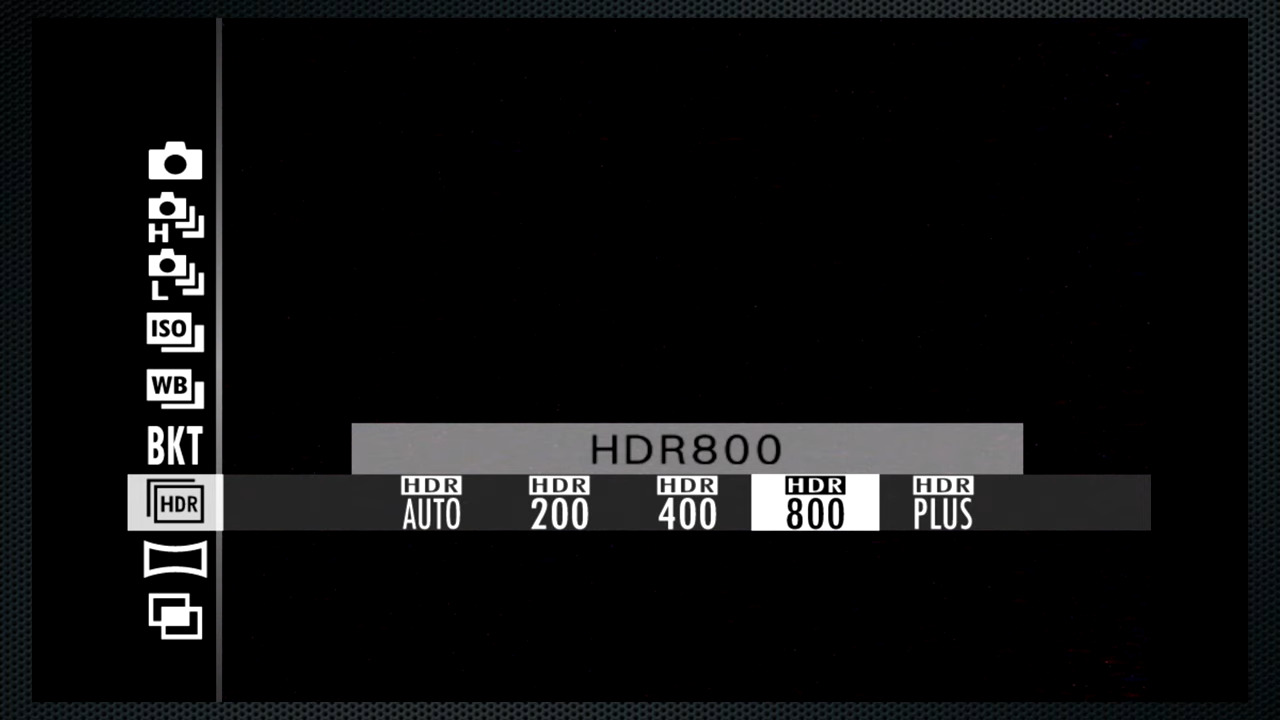 H
L
ISO
WB
BKT
HDR800
HDR
HDR AUTO
HDR 200
HDR 400
HDR 800
HDR PLUS